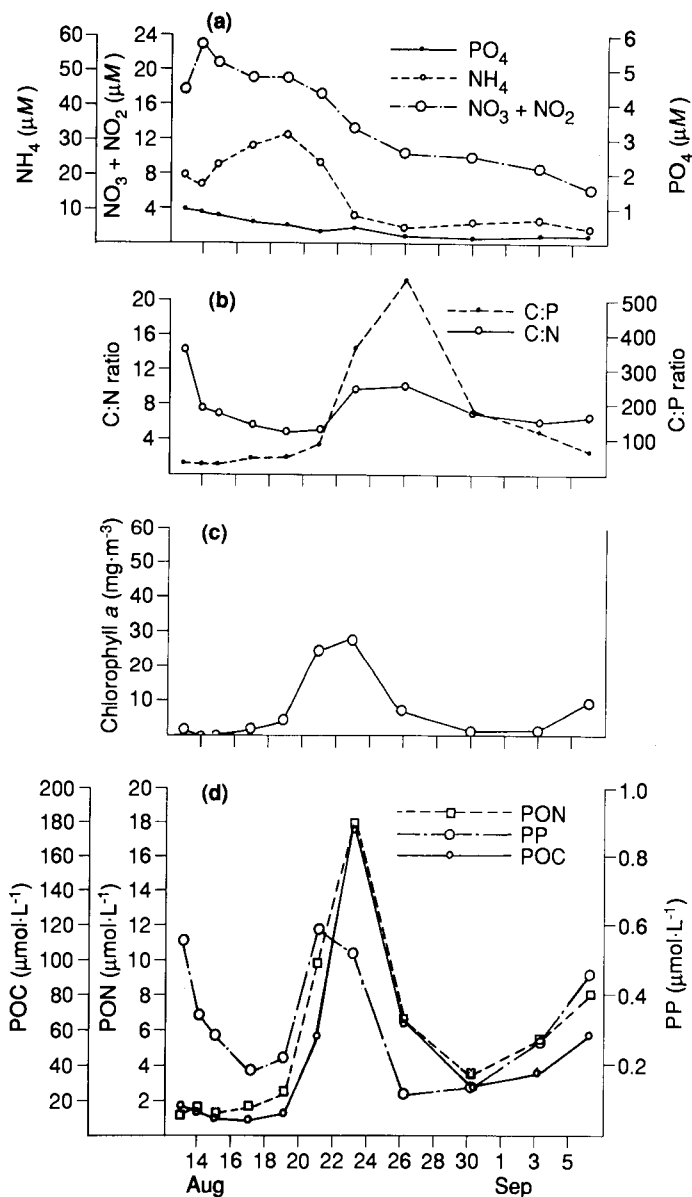 (a)
NH4 (μM)
60
50
40
30
20
10
NO3 + NO2 (μM)
24
20
16
12
8
4
PO4
NH4
NO3 + NO2
PO4 (μM)
6
5
4
3
2
1
(b)
C:N ratio
20
16
12
8
4
C:P
C:N
C:P ratio
500
400
300
200
100
(c)
Chlorophyll a (mg·m-3)
60
50
40
30
20
10
(d)
POC (μmol·L-1)
200
180
160
140
120
100
80
60
40
20
PON (μmol·L-1)
20
18
16
14
12
10
8
6
4
2
PON
PP
POC
PP (μmol·L-1)
1.0
0.8
0.6
0.4
0.2
14 16 18 20 22 24 26 28 30 1 3 5
Aug Sep